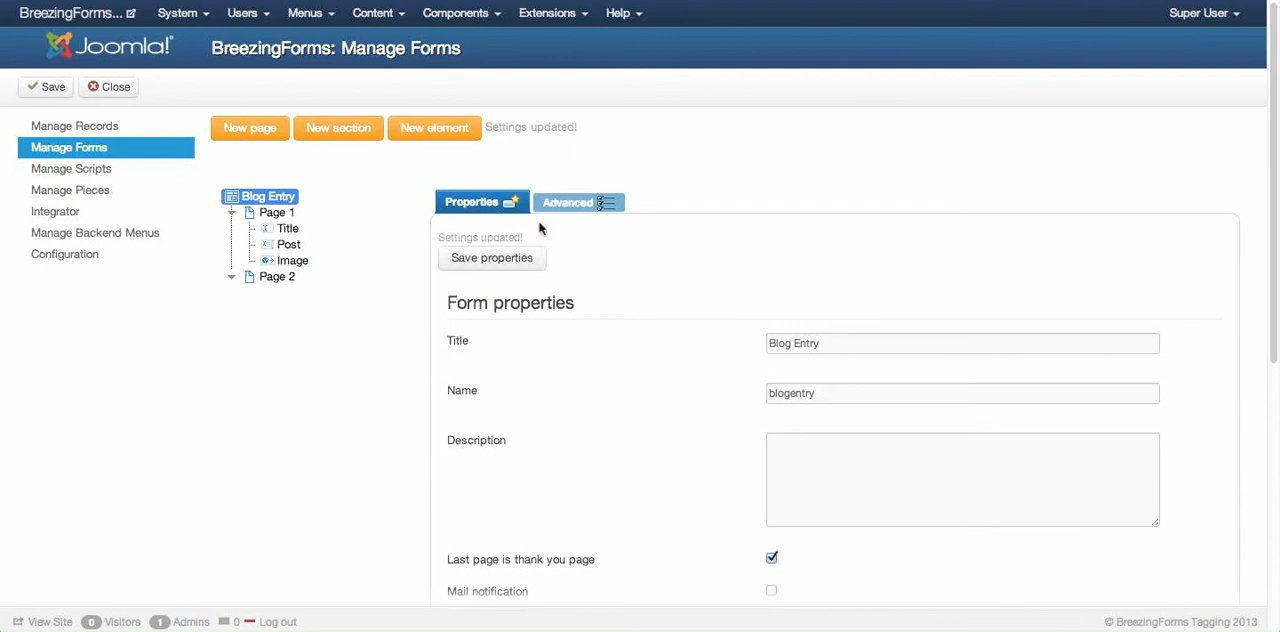 BreezingForms... System Users Menus Content Components Extensions Help Super User
Joomla!® BreezingForms: Manage Forms
Save Close
Manage Records
Manage Forms
Manage Scripts
Manage Pieces
Integrator
Manage Backend Menus
Configuration
New page New section New element Settings updated!
Blog Entry
Page 1
Title
Post
Image
Page 2
Properties Advanced
Settings updated!
Save properties
Form properties
Title Blog Entry
Name blogentry
Description
Last page is thank you page
Mail notification
View Site 0 Visitors 1 Admins 0 Log out © BreezingForms Tagging 2013